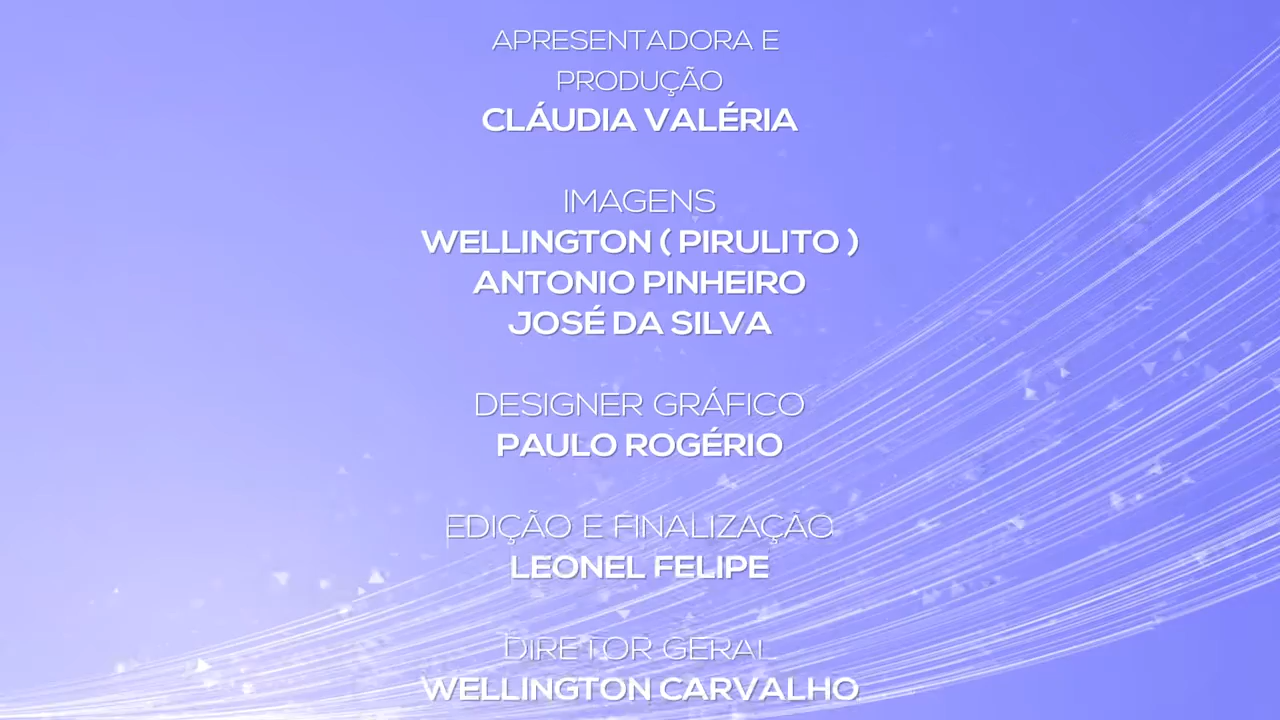 APRESENTADORA E
PRODUÇÃO
CLÁUDIA VALÉRIA
IMAGENS
WELLINGTON ( PIRULITO )
ANTONIO PINHEIRO
JOSÉ DA SILVA
DESIGNER GRÁFICO
PAULO ROGÉRIO
EDIÇÃO E FINALIZAÇÃO
LEONEL FELIPE
DIRETOR GERAL
WELLINGTON CARVALHO